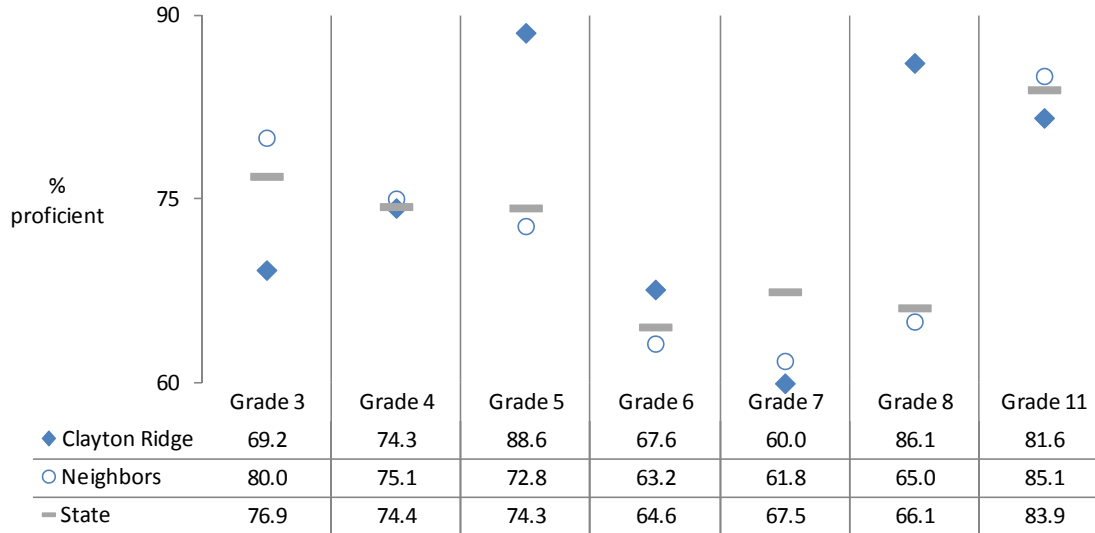 90
75
%
proficient
60
Grade 3 Grade 4 Grade 5 Grade 6 Grade 7 Grade 8 Grade 11
Clayton Ridge 69.2 74.3 88.6 67.6 60.0 86.1 81.6
Neighbors 80.0 75.1 72.8 63.2 61.8 65.0 85.1
State 76.9 74.4 74.3 64.6 67.5 66.1 83.9